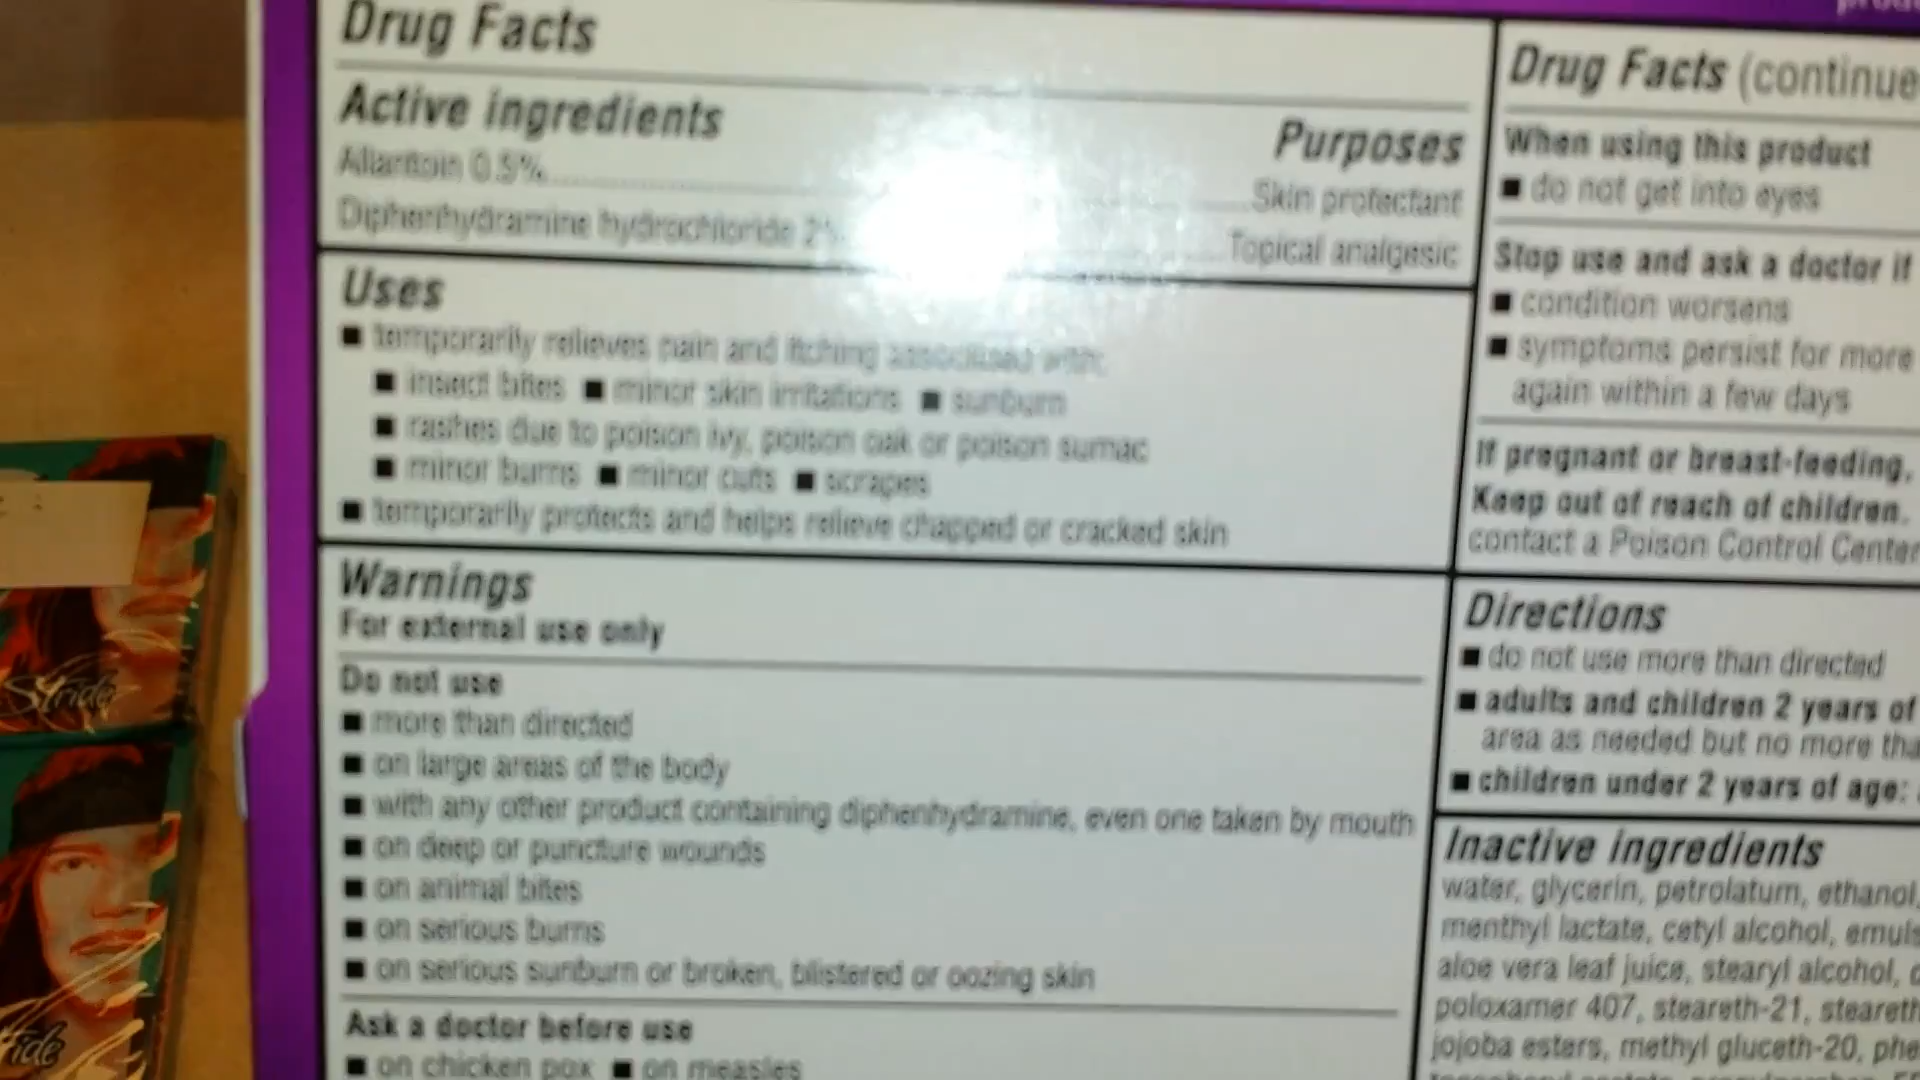 Drug Facts
Active ingredients
Purposes
Allantoin 0.5%
Skin protectant
Diphenhydramine hydrochloride 2%
Topical analgesic
Uses
■ temporarily relieves pain and itching associated with:
■ insect bites ■ minor skin irritations ■ sunburn
■ rashes due to poison ivy, poison oak or poison sumac
■ minor burns ■ minor cuts ■ scrapes
■ temporarily protects and helps relieve chapped or cracked skin
Warnings
For external use only
Do not use
■ more than directed
■ on large areas of the body
■ with any other product containing diphenhydramine, even one taken by mouth
■ on deep or puncture wounds
■ on animal bites
■ on serious burns
■ on serious sunburn or broken, blistered or oozing skin
Ask a doctor before use
■ on chicken pox ■ on measles
Drug Facts (continue
When using this product
■ do not get into eyes
Stop use and ask a doctor if
■ condition worsens
■ symptoms persist for more
again within a few days
If pregnant or breast-feeding,
Keep out of reach of children.
contact a Poison Control Center
Directions
■ do not use more than directed
■ adults and children 2 years of
area as needed but no more tha
■ children under 2 years of age:
Inactive ingredients
water, glycerin, petrolatum, ethanol,
menthyl lactate, cetyl alcohol, emuls
aloe vera leaf juice, stearyl alcohol,
poloxamer 407, steareth-21, steareth
jojoba esters, methyl gluceth-20, phe
Stride
ride